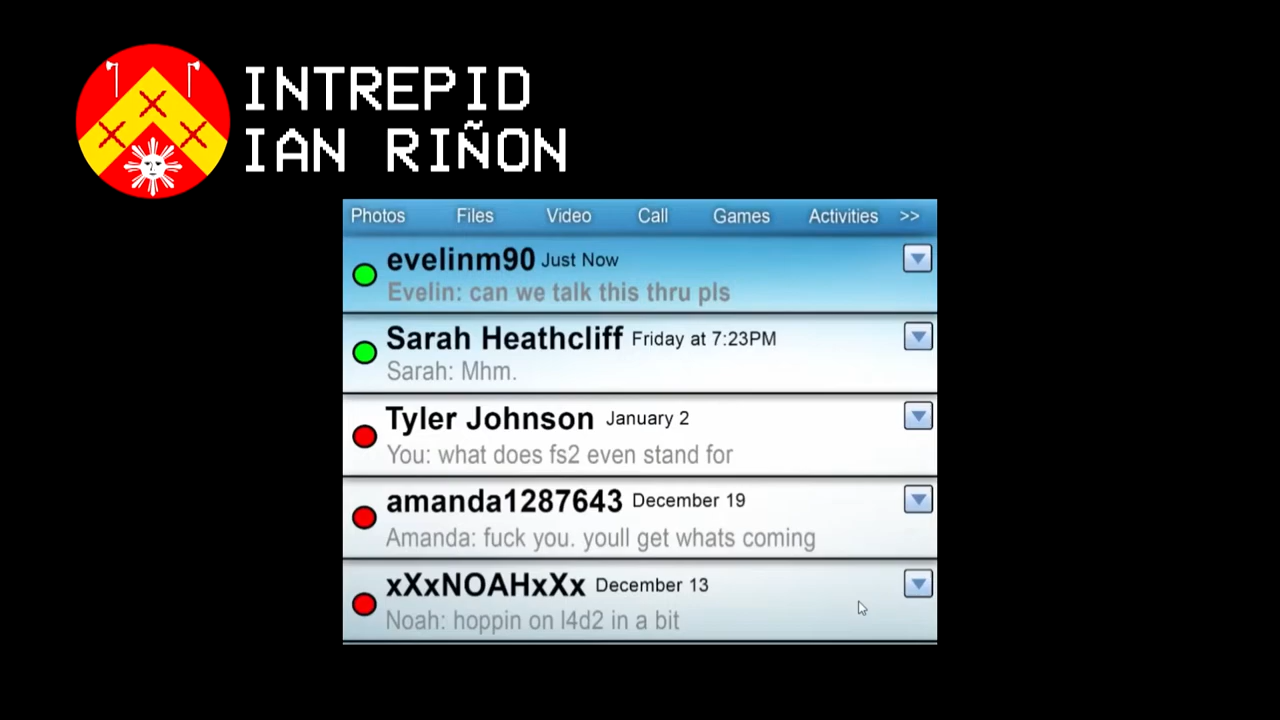 INTREPID
IAN RIÑON
Photos Files Video Call Games Activities >>
evelinm90 Just Now
Evelin: can we talk this thru pls
Sarah Heathcliff Friday at 7:23PM
Sarah: Mhm.
Tyler Johnson January 2
You: what does fs2 even stand for
amanda1287643 December 19
Amanda: fuck you. youll get whats coming
xXxNOAHxXx December 13
Noah: hoppin on l4d2 in a bit